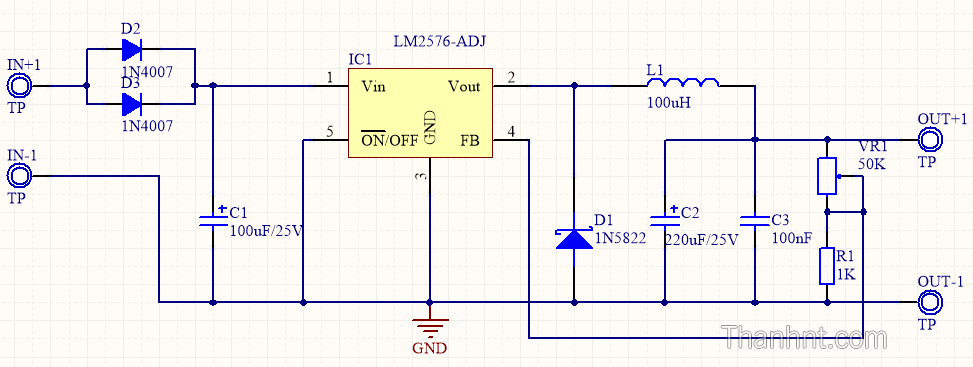 LM2576-ADJ
D2
1N4007
IN+1
TP
D3
1N4007
IC1
1
Vin
Vout
2
5
ON/OFF
GND
FB
4
3
L1
100uH
OUT+1
TP
VR1
50K
IN-1
TP
C1
100uF/25V
D1
1N5822
C2
220uF/25V
C3
100nF
R1
1K
OUT-1
TP
GND
Thanhnt.com